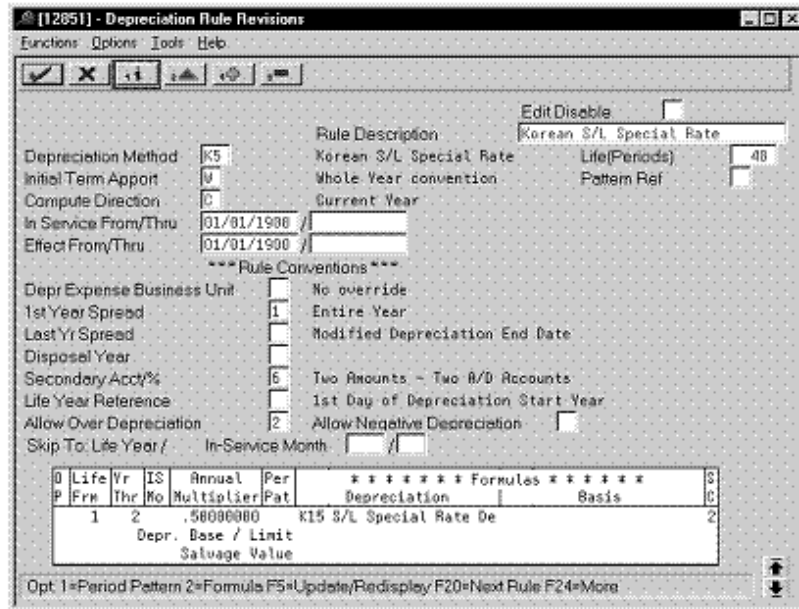 [12851] - Depreciation Rule Revisions
Functions Options Tools Help
Edit Disable
Rule Description Korean S/L Special Rate
Depreciation Method K5 Korean S/L Special Rate Life(Periods) 48
Initial Term Apport W Whole Year convention Pattern Ref
Compute Direction C Current Year
In Service From/Thru 01/01/1900 /
Effect From/Thru 01/01/1900 /
***Rule Conventions***
Depr Expense Business Unit No override
1st Year Spread 1 Entire Year
Last Yr Spread Modified Depreciation End Date
Disposal Year
Secondary Acct/% 6 Two Amounts - Two A/D Accounts
Life Year Reference 1st Day of Depreciation Start Year
Allow Over Depreciation 2 Allow Negative Depreciation
Skip To: Life Year / In-Service Month /
O Life Yr IS Annual Per * * * * * * * Formulas * * * * * * S
P Frm Thr Mo Multiplier Pat Depreciation | Basis C
1 2 .50000000 K15 S/L Special Rate De 2
Depr. Base / Limit
Salvage Value
Opt: 1=Period Pattern 2=Formula F5=Update/Redisplay F20=Next Rule F24=More